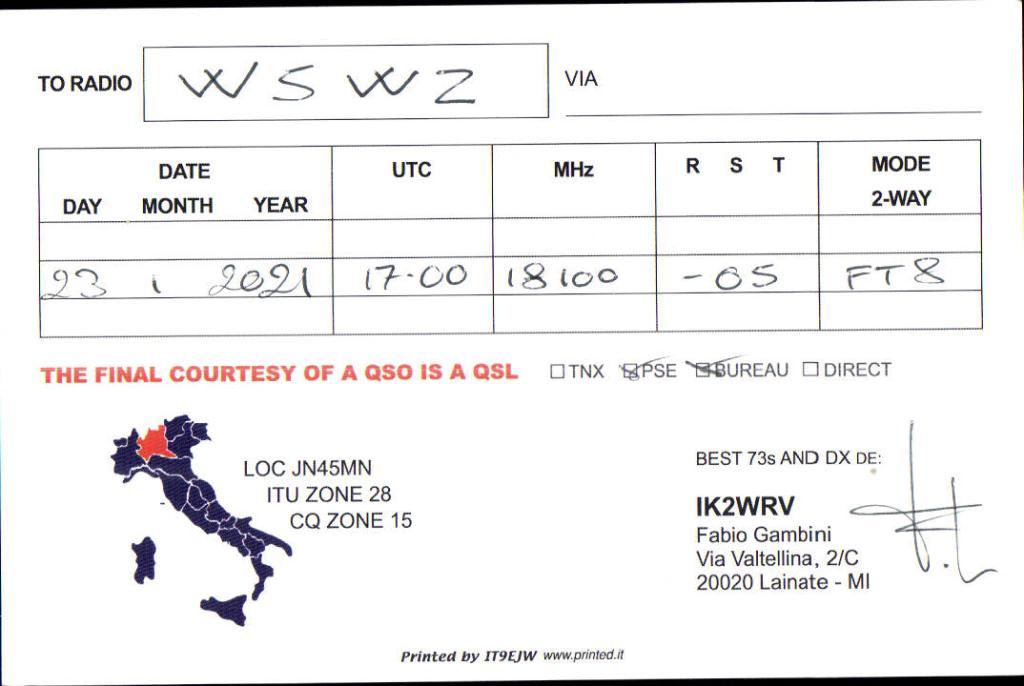 TO RADIO W5WZ VIA
DATE UTC MHz R S T MODE
DAY MONTH YEAR 2-WAY
23 1 2021 17.00 18100 -05 FT8
THE FINAL COURTESY OF A QSO IS A QSL TNX PSE BUREAU DIRECT
LOC JN45MN
ITU ZONE 28
CQ ZONE 15
BEST 73s AND DX DE:
IK2WRV
Fabio Gambini
Via Valtellina, 2/C
20020 Lainate - MI
Printed by IT9EJW www.printed.it